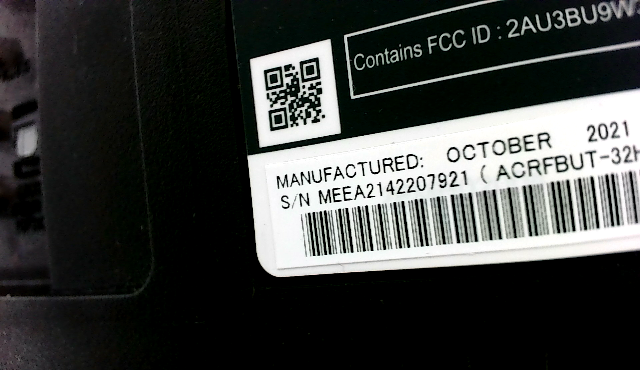 Contains FCC ID : 2AU3BU9W
MANUFACTURED: OCTOBER 2021
S/N MEEA2142207921 ( ACRFBUT-32H